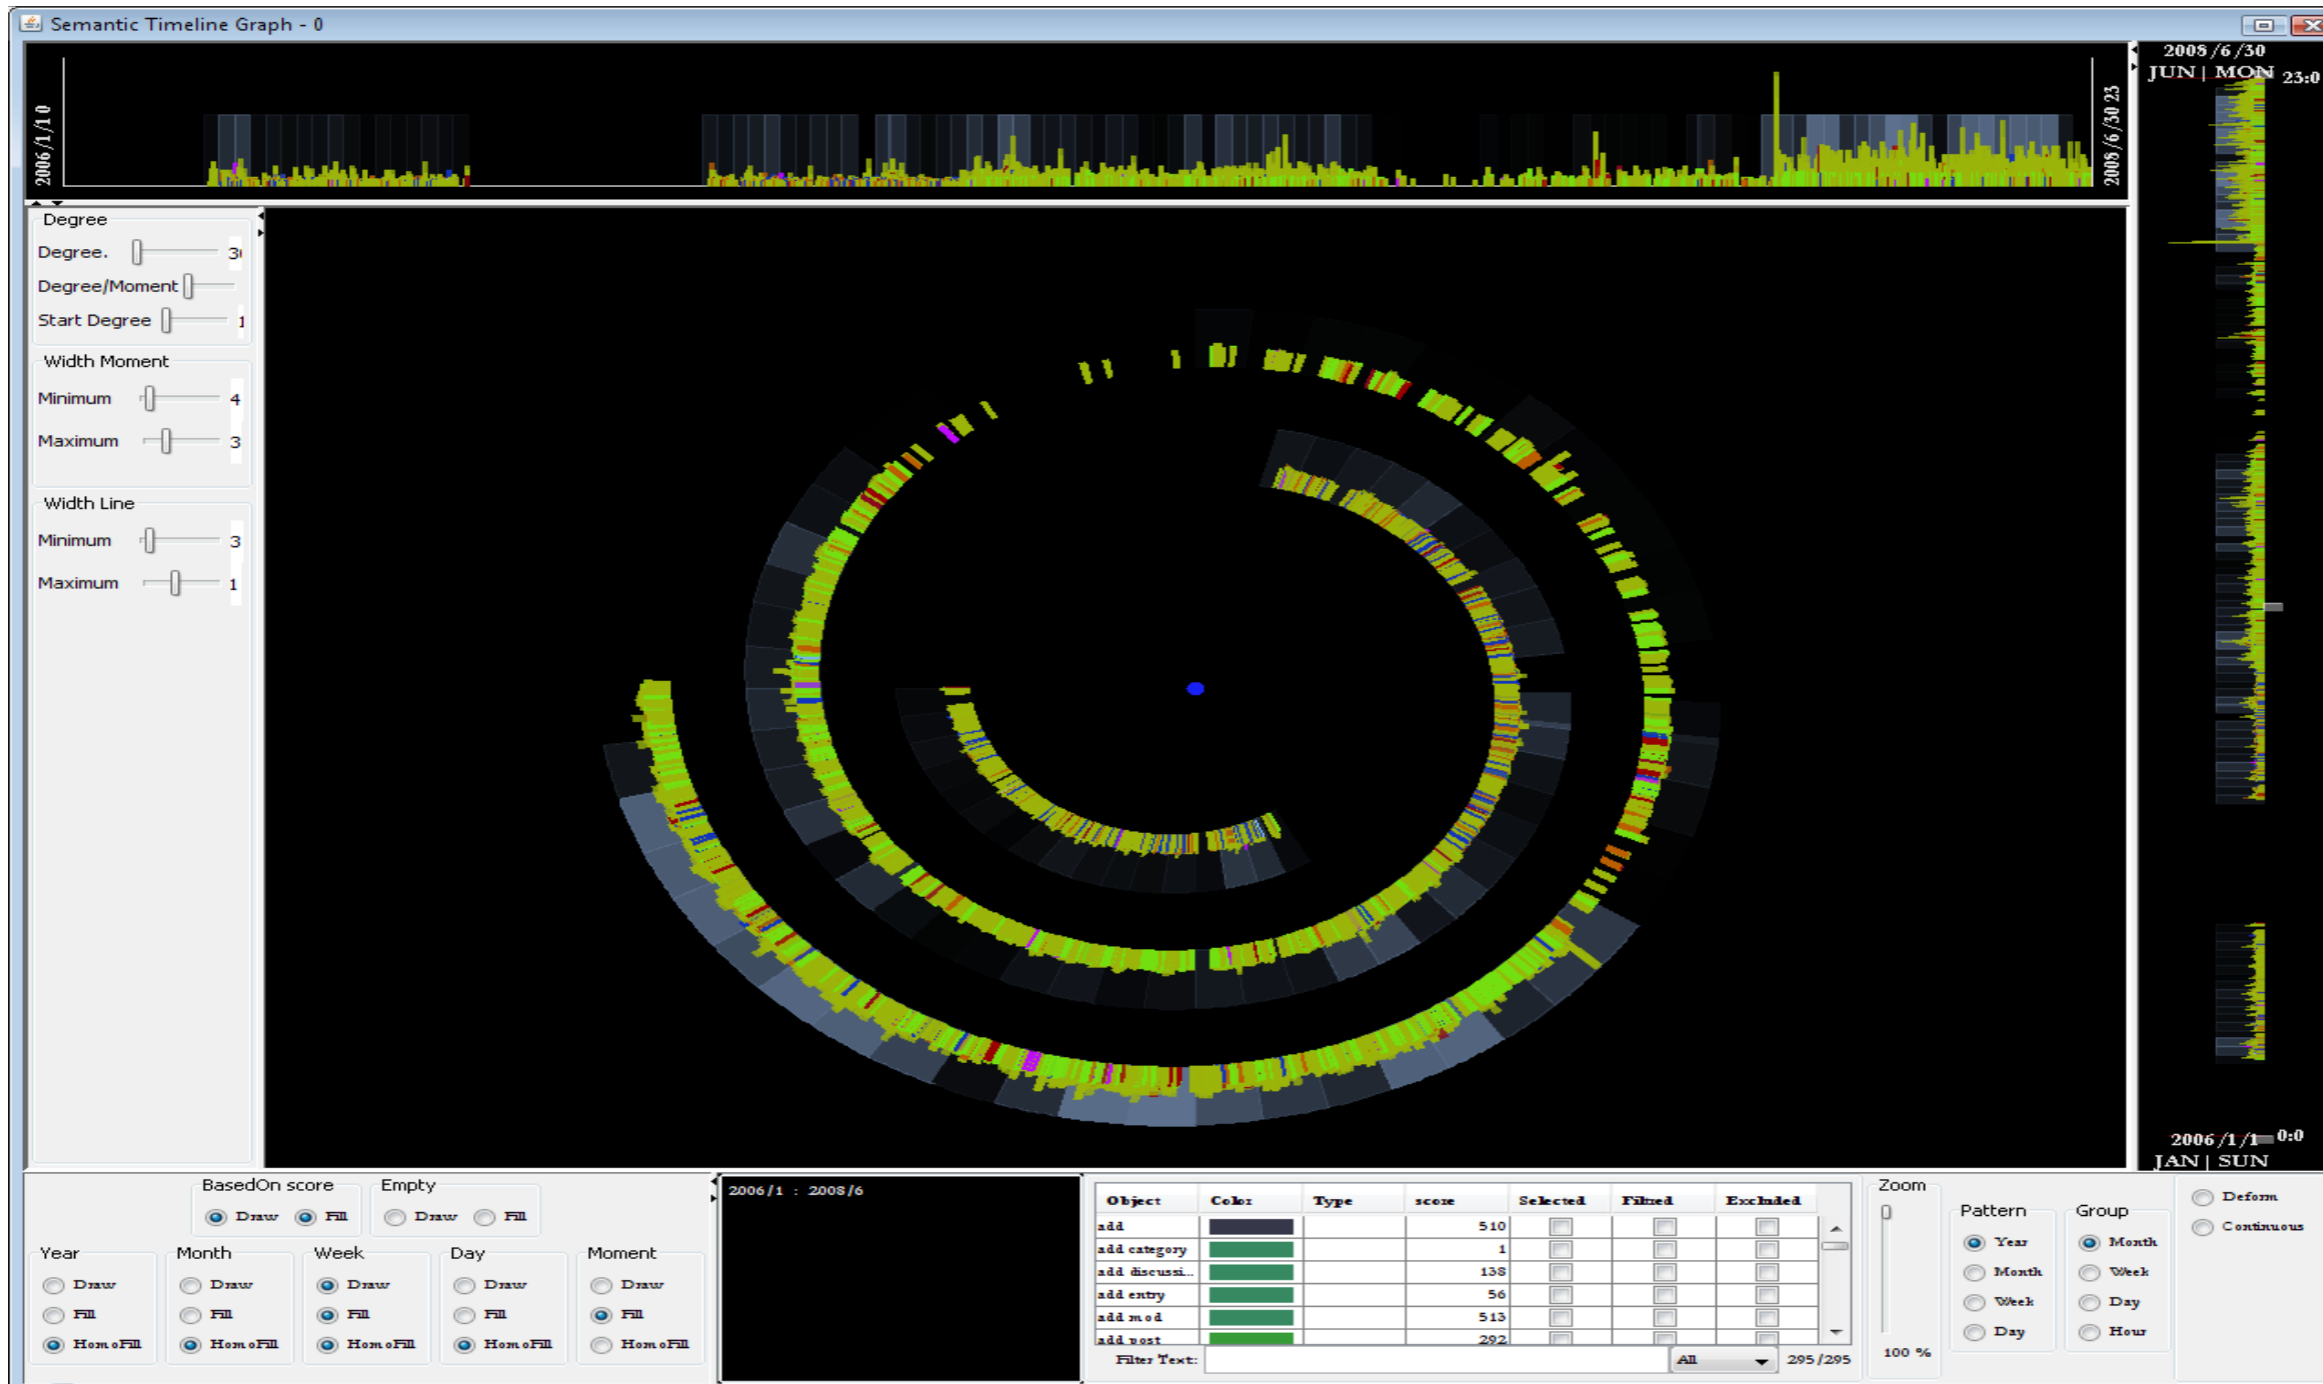 Semantic Timeline Graph - 0
2006/1/1 0
2008/6/30 23
2008/6/30
JUN | MON 23:0
Degree
Degree.
Degree/Moment
Start Degree 1
Width Moment
Minimum 4
Maximum 3
Width Line
Minimum 3
Maximum 1
2006/1/1 0:0
JAN | SUN
BasedOn score
Draw Fill
Empty
Draw Fill
Year
Draw
Fill
HomoFill
Month
Draw
Fill
HomoFill
Week
Draw
Fill
HomoFill
Day
Draw
Fill
HomoFill
Moment
Draw
Fill
HomoFill
2006/1 : 2008/6
Object Color Type score Selected Filtred Excluded
add 510
add category 1
add discussi... 138
add entry 56
add mod 513
add post 292
Filter Text: All 295/295
Zoom
100 %
Pattern
Year
Month
Week
Day
Group
Month
Week
Day
Hour
Deform
Continuous